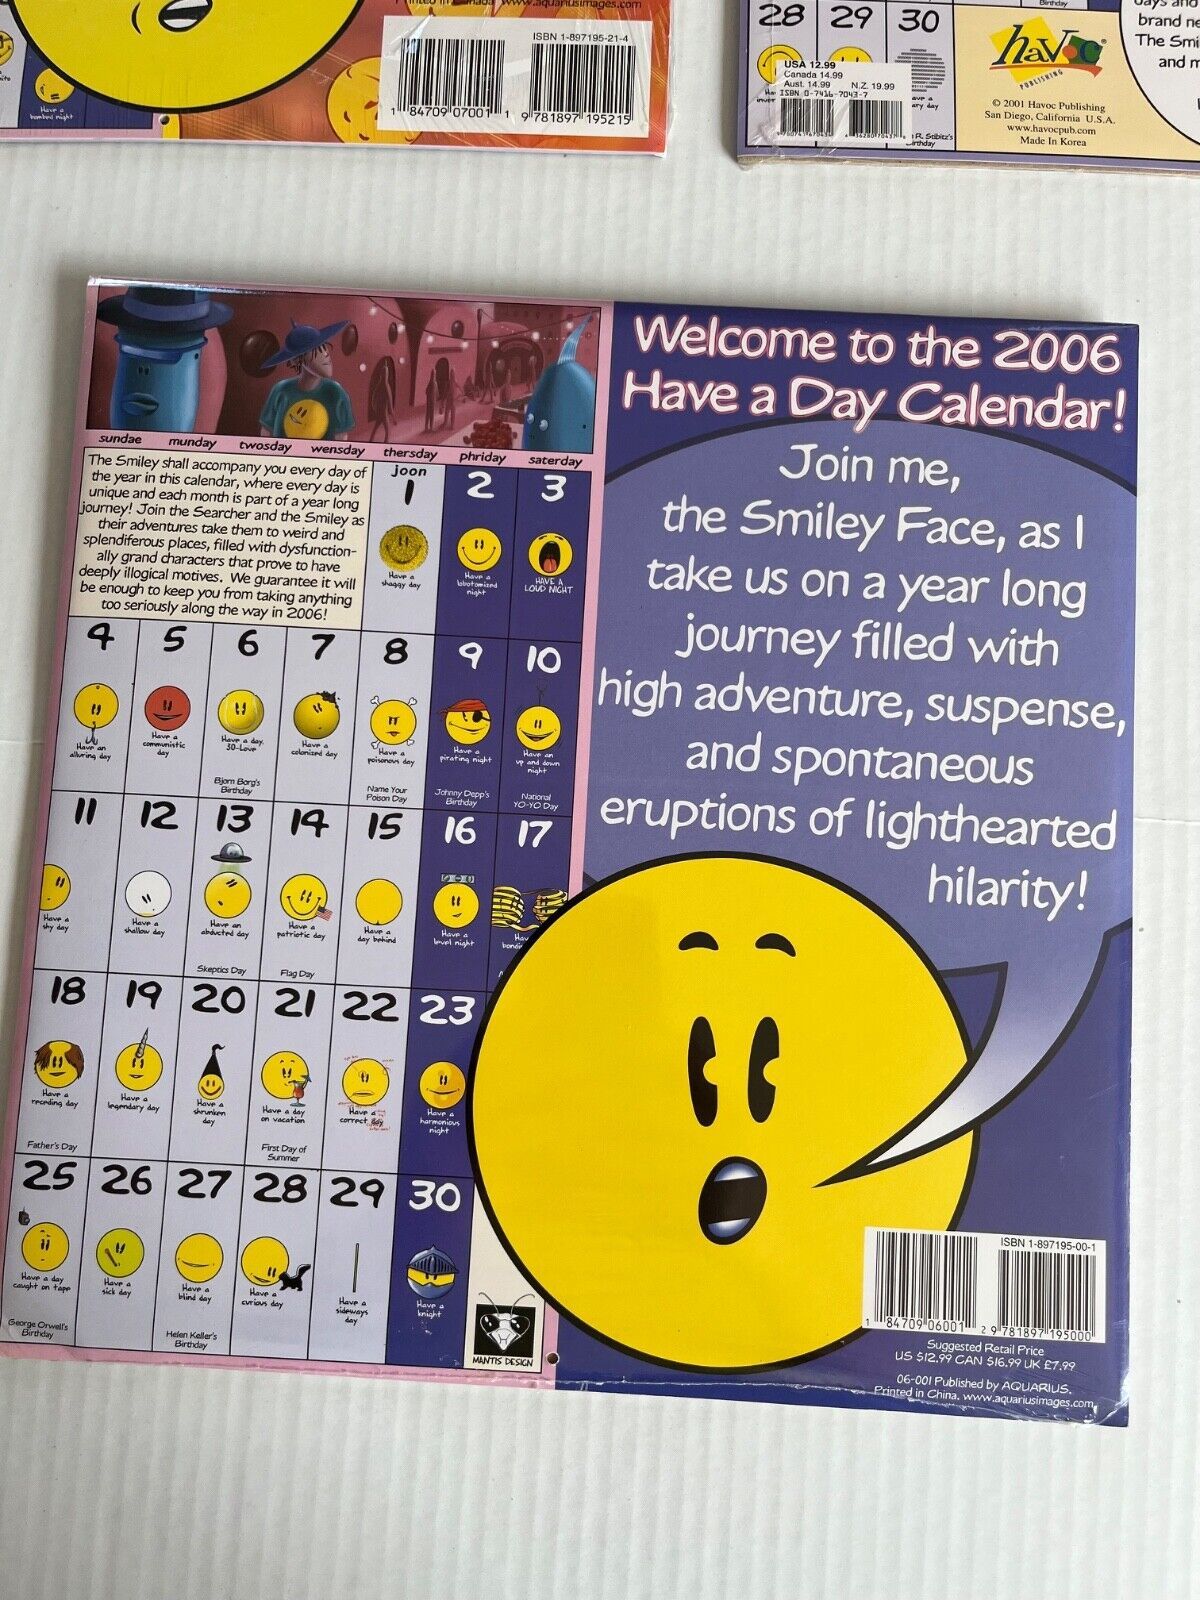 Printed in Canada www.aquariusimages.com
ISBN 1-897195-21-4
1 84709 07001 1
9 781897 195215
Have a
bombed night
28 29 30
Birthday
USA 12.99
Canada 14.99
Aust. 14.99 N.Z. 19.99
ISBN 0-7416-7043-7
Birthday
havoc
PUBLISHING
© 2001 Havoc Publishing
San Diego, California U.S.A.
www.havocpub.com
Made In Korea
days and
brand ne
The Smi
and m
sundae munday twosday wensday thersday phriday saterday
The Smiley shall accompany you every day of
the year in this calendar, where every day is
unique and each month is part of a year long
journey! Join the Searcher and the Smiley as
their adventures take them to weird and
splendiferous places, filled with dysfunction-
ally grand characters that prove to have
deeply illogical motives. We guarantee it will
be enough to keep you from taking anything
too seriously along the way in 2006!
joon
1
Have a
shaggy day
2
Have a
lobotomized
night
3
HAVE A
LOUD NIGHT
4
Have an
alluring day
5
Have a
communistic
day
6
Have a day,
30-Love
Bjorn Borg's
Birthday
7
Have a
colonized day
8
Have a
poisonous day
Name Your
Poison Day
9
Have a
pirating night
Johnny Depp's
Birthday
10
Have an
up and down
night
National
YO-YO Day
11
Have a
shy day
12
Have a
shallow day
13
Have an
abducted day
Skeptics Day
14
Have a
patriotic day
Flag Day
15
Have a
day behind
16
Have a
level night
17
18
Have a
receding day
Father's Day
19
Have a
legendary day
20
Have a
shrunken
day
21
Have a day
on vacation
First Day of
Summer
22
Have a
correct day
23
Have a
harmonious
night
25
Have a day
caught on tape
George Orwell's
Birthday
26
Have a
sick day
27
Have a
blind day
Helen Keller's
Birthday
28
Have a
curious day
29
Have a
sideways
day
30
Have a
knight
MANTIS DESIGN
Welcome to the 2006
Have a Day Calendar!
Join me,
the Smiley Face, as I
take us on a year long
journey filled with
high adventure, suspense,
and spontaneous
eruptions of lighthearted
hilarity!
ISBN 1-897195-00-1
1 84709 06001 2
9 781897 195000
Suggested Retail Price
US $12.99 CAN $16.99 UK £7.99
06-001 Published by AQUARIUS.
Printed in China. www.aquariusimages.com